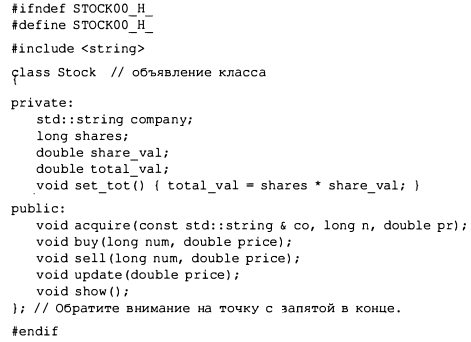 #ifndef STOCK00_H_
#define STOCK00_H_
#include <string>
class Stock // объявление класса
{
private:
std::string company;
long shares;
double share_val;
double total_val;
void set_tot() { total_val = shares * share_val; }
public:
void acquire(const std::string & co, long n, double pr);
void buy(long num, double price);
void sell(long num, double price);
void update(double price);
void show();
}; // Обратите внимание на точку с запятой в конце.
#endif